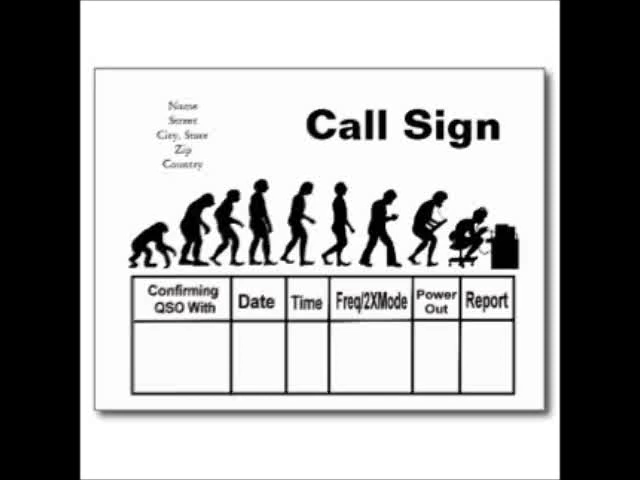 Name
Street
City, State
Zip
Country
Call Sign
Confirming QSO With
Date
Time
Freq/2XMode
Power Out
Report